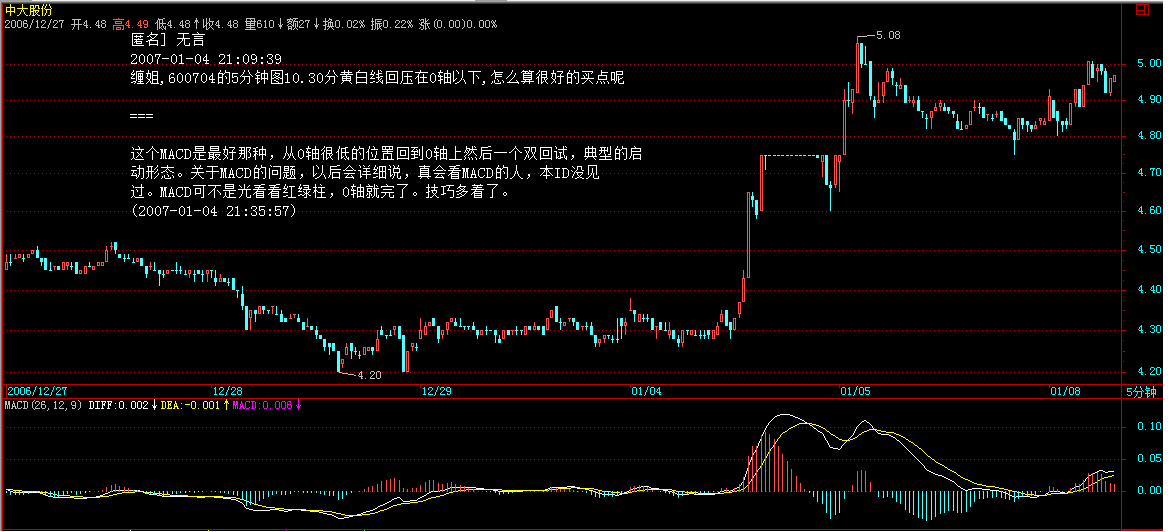 中大股份
2006/12/27 开4.48 高4.49 低4.48↑收4.48 量610↓额27↓换0.02% 振0.22% 涨(0.00)0.00%
匿名] 无言
2007-01-04 21:09:39
缠姐,600704的5分钟图10.30分黄白线回压在0轴以下,怎么算很好的买点呢
===
这个MACD是最好那种，从0轴很低的位置回到0轴上然后一个双回试，典型的启
动形态。关于MACD的问题，以后会详细说，真会看MACD的人，本ID没见
过。MACD可不是光看看红绿柱，0轴就完了。技巧多着了。
(2007-01-04 21:35:57)
5.08
5.00
4.90
4.80
4.70
4.60
4.50
4.40
4.30
4.20
4.20
2006/12/27 12/28 12/29 01/04 01/05 01/08 5分钟
MACD(26,12,9) DIFF:0.002↓DEA:-0.001↑MACD:0.006↓
0.10
0.05
0.00